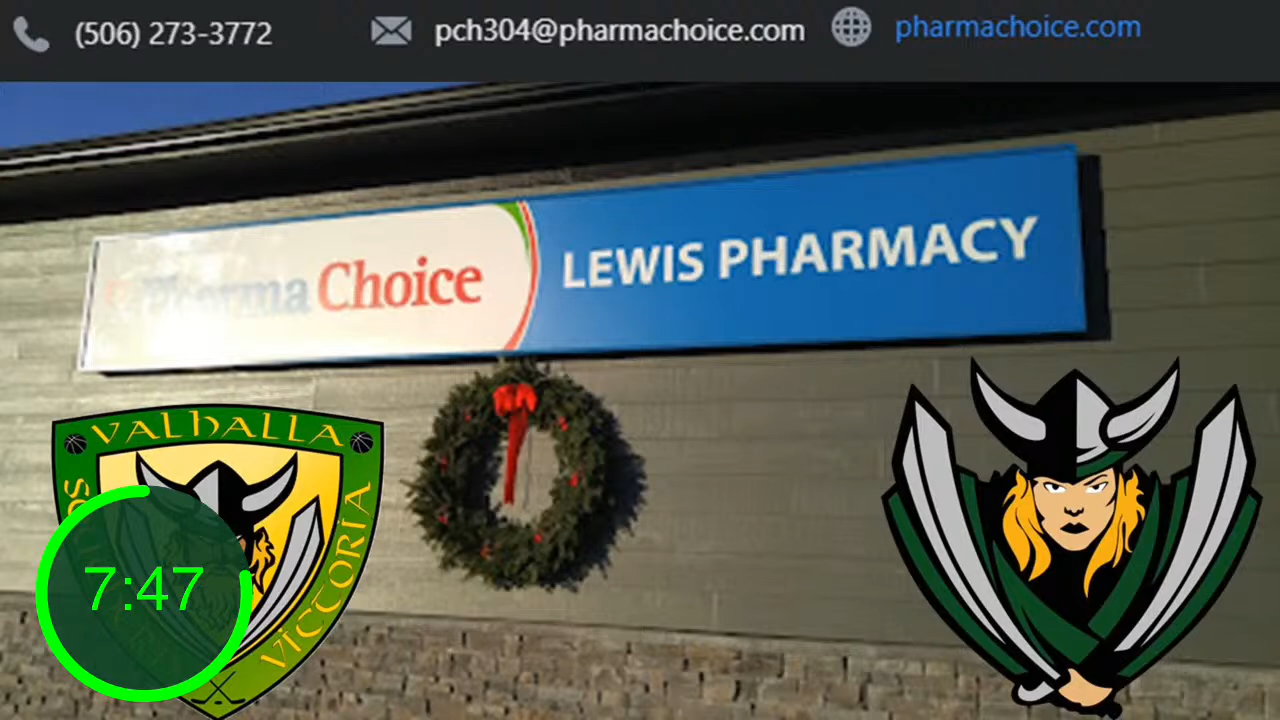 (506) 273-3772
pch304@pharmachoice.com
pharmachoice.com
PharmaChoice
LEWIS PHARMACY
VALHALLA
VICTORIA
7:47